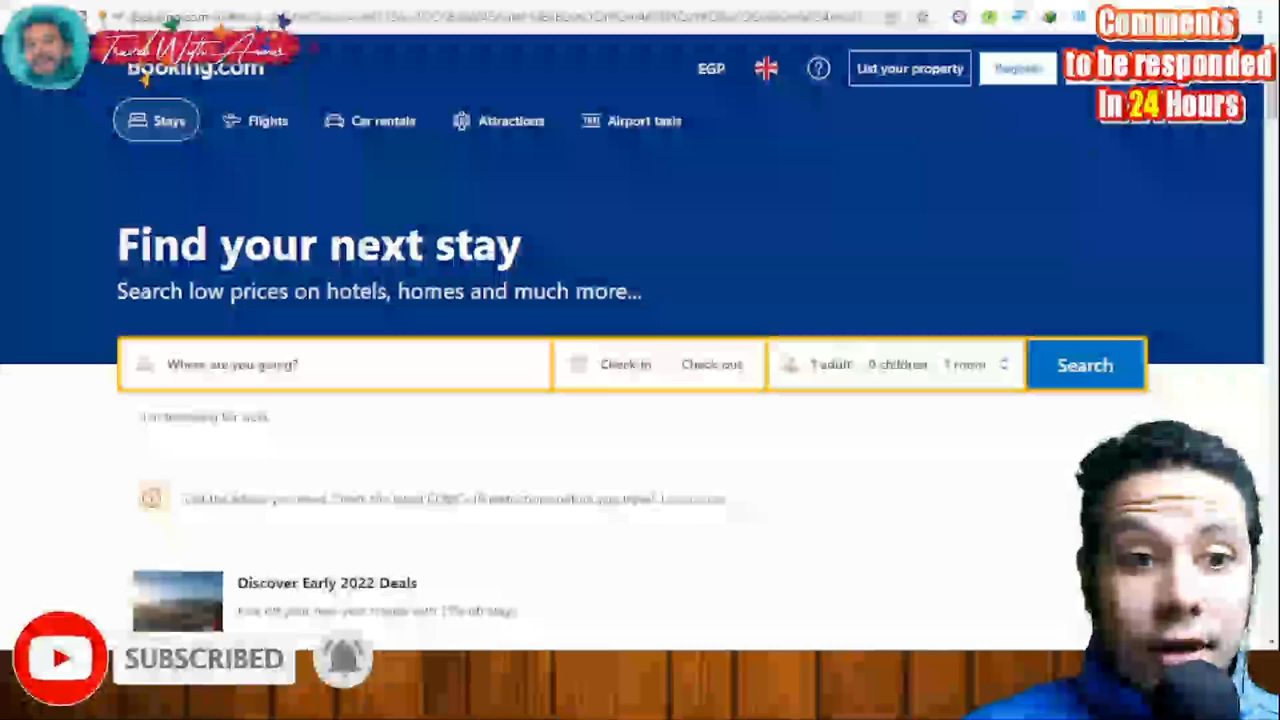 Comments
to be responded
In 24 Hours
Booking.com
EGP
List your property
Register
Stays
Flights
Car rentals
Attractions
Airport taxis
Find your next stay
Search low prices on hotels, homes and much more...
Where are you going?
Check-in
Check-out
1 adult
0 children
1 room
Search
Discover Early 2022 Deals
SUBSCRIBED